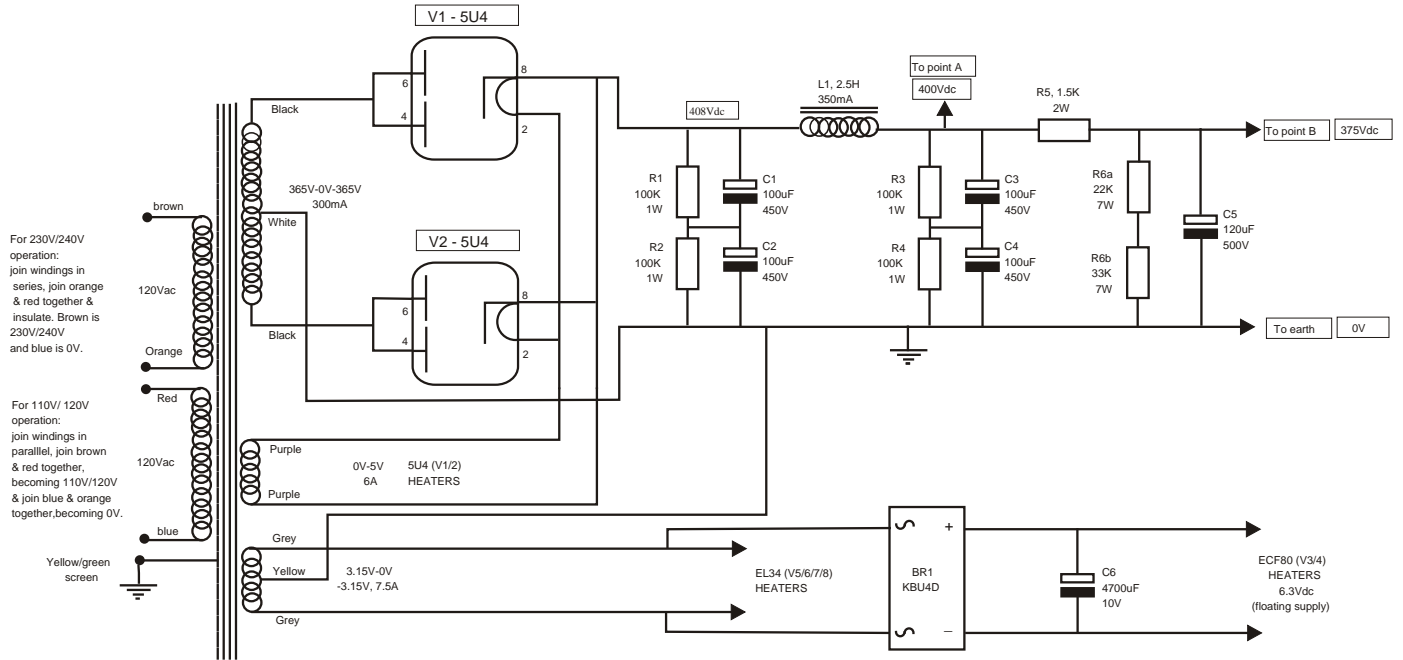 V1 - 5U4
6
4
8
2
Black
365V-0V-365V
300mA
White
Black
V2 - 5U4
6
4
8
2
brown
For 230V/240V
operation:
join windings in
series, join orange
& red together &
insulate. Brown is
230V/240V
and blue is 0V.
120Vac
Orange
Red
For 110V/ 120V
operation:
join windings in
paralllel, join brown
& red together,
becoming 110V/120V
& join blue & orange
together,becoming 0V.
120Vac
blue
Yellow/green
screen
Purple
0V-5V
6A
5U4 (V1/2)
HEATERS
Purple
Grey
Yellow
3.15V-0V
-3.15V, 7.5A
Grey
EL34 (V5/6/7/8)
HEATERS
408Vdc
R1
100K
1W
C1
100uF
450V
R2
100K
1W
C2
100uF
450V
L1, 2.5H
350mA
To point A
400Vdc
R3
100K
1W
C3
100uF
450V
R4
100K
1W
C4
100uF
450V
R5, 1.5K
2W
R6a
22K
7W
R6b
33K
7W
C5
120uF
500V
To point B
375Vdc
To earth
0V
+
BR1
KBU4D
–
C6
4700uF
10V
ECF80 (V3/4)
HEATERS
6.3Vdc
(floating supply)